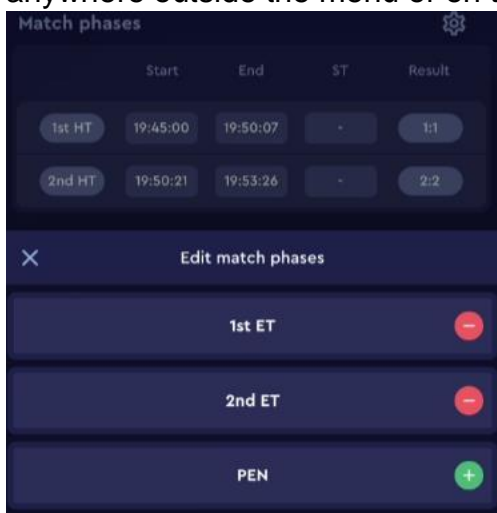 anywhere outside the menu or on
Match phases
Start End ST Result
1st HT 19:45:00 19:50:07 - 1:1
2nd HT 19:50:21 19:53:26 - 2:2
Edit match phases
1st ET
2nd ET
PEN